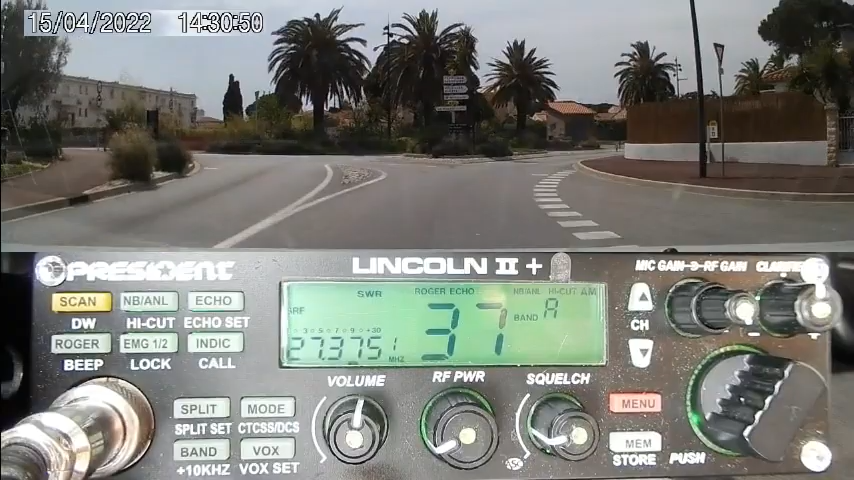 15/04/2022 14:30:50
PRESIDENT
LINCOLN II +
MIC GAIN RF GAIN
SCAN NB/ANL ECHO
DW HI-CUT ECHO SET
ROGER EMG 1/2 INDIC
BEEP LOCK CALL
SWR ROGER ECHO NB/ANL HI-CUT AM
37 BAND A
27.375 MHZ
CH
VOLUME RF PWR SQUELCH
SPLIT MODE
SPLIT SET CTCSS/DCS
BAND VOX
+10KHZ VOX SET
ASC
MENU
MEM
STORE PUSH